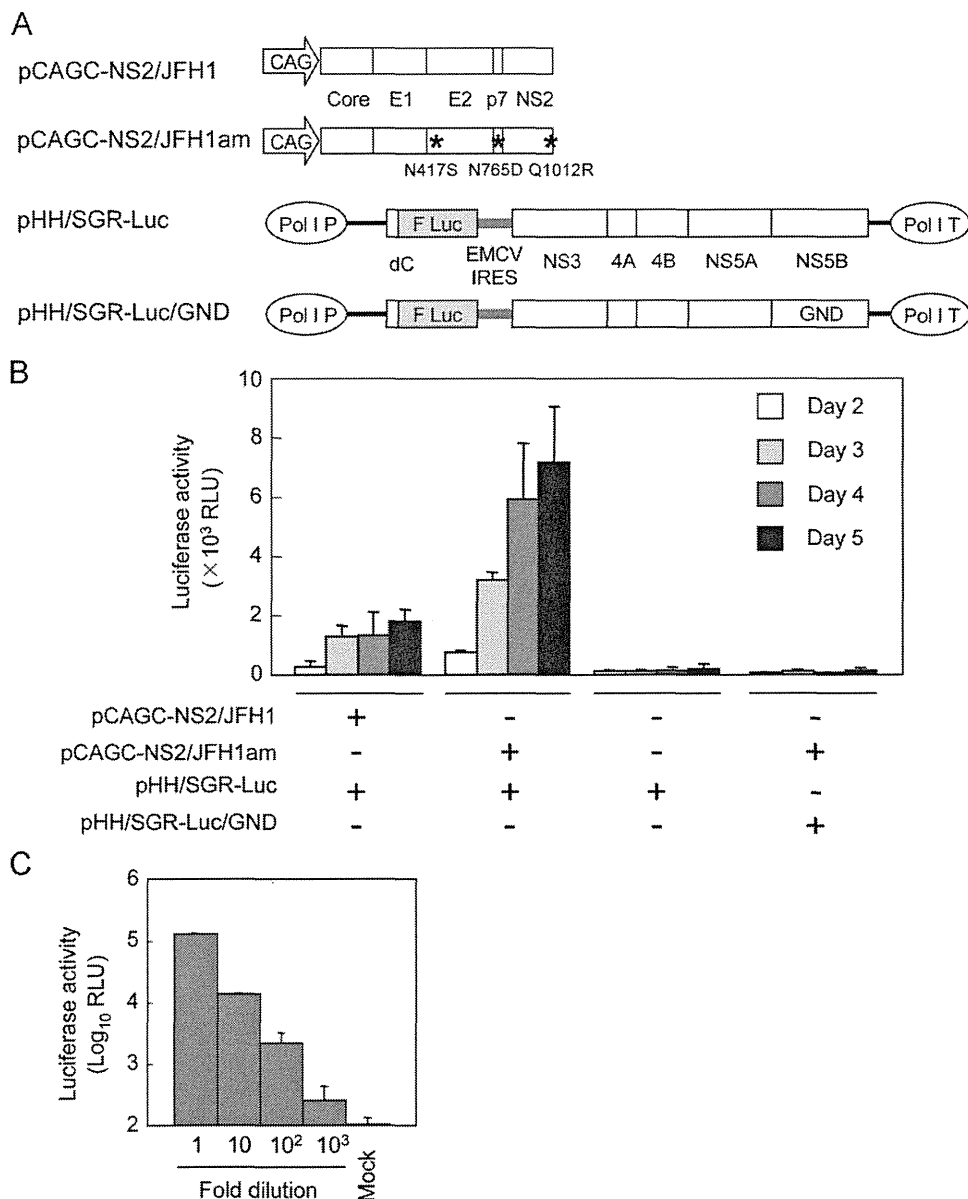 A
pCAGC-NS2/JFH1
CAG
Core E1 E2 p7 NS2
pCAGC-NS2/JFH1am
CAG * * *
N417S N765D Q1012R
pHH/SGR-Luc
Pol I P F Luc Pol I T
dC EMCV IRES NS3 4A 4B NS5A NS5B
pHH/SGR-Luc/GND
Pol I P F Luc GND Pol I T
B
Luciferase activity
(×10³ RLU)
10
8
6
4
2
0
Day 2
Day 3
Day 4
Day 5
pCAGC-NS2/JFH1 + - - -
pCAGC-NS2/JFH1am - + - +
pHH/SGR-Luc + + + -
pHH/SGR-Luc/GND - - - +
C
Luciferase activity
(Log₁₀ RLU)
6
5
4
3
2
1 10 10² 10³ Mock
Fold dilution